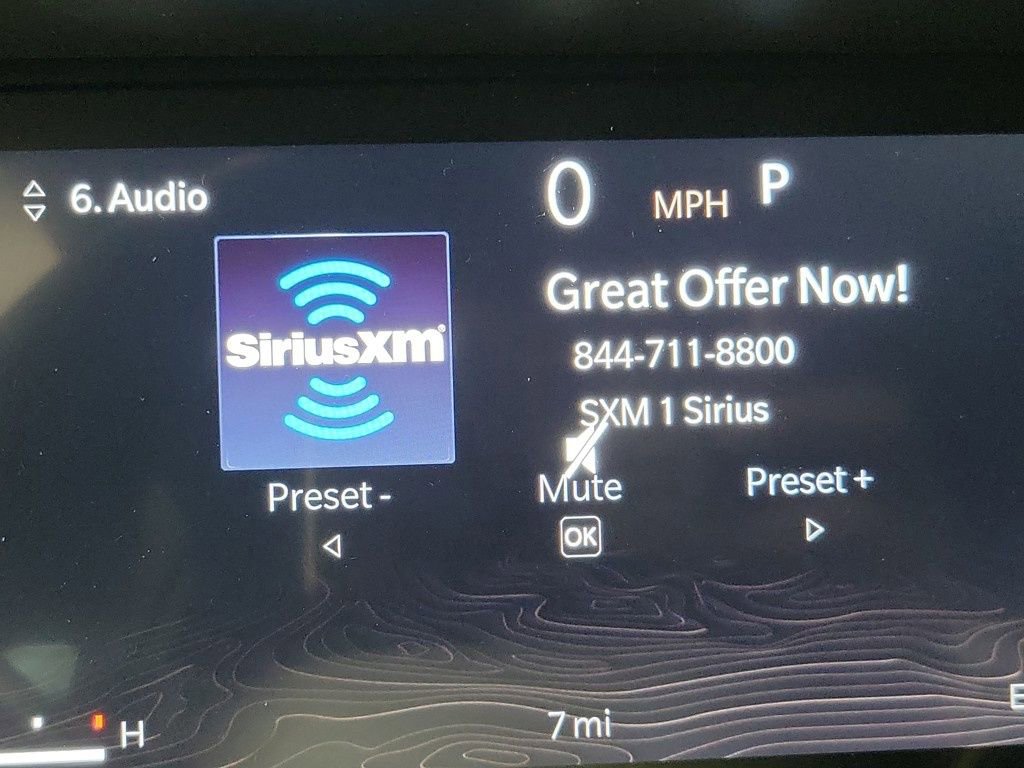 6. Audio
0 MPH P
SiriusXm
Great Offer Now!
844-711-8800
SXM 1 Sirius
Preset -
Mute
Preset +
OK
H
7 mi
E